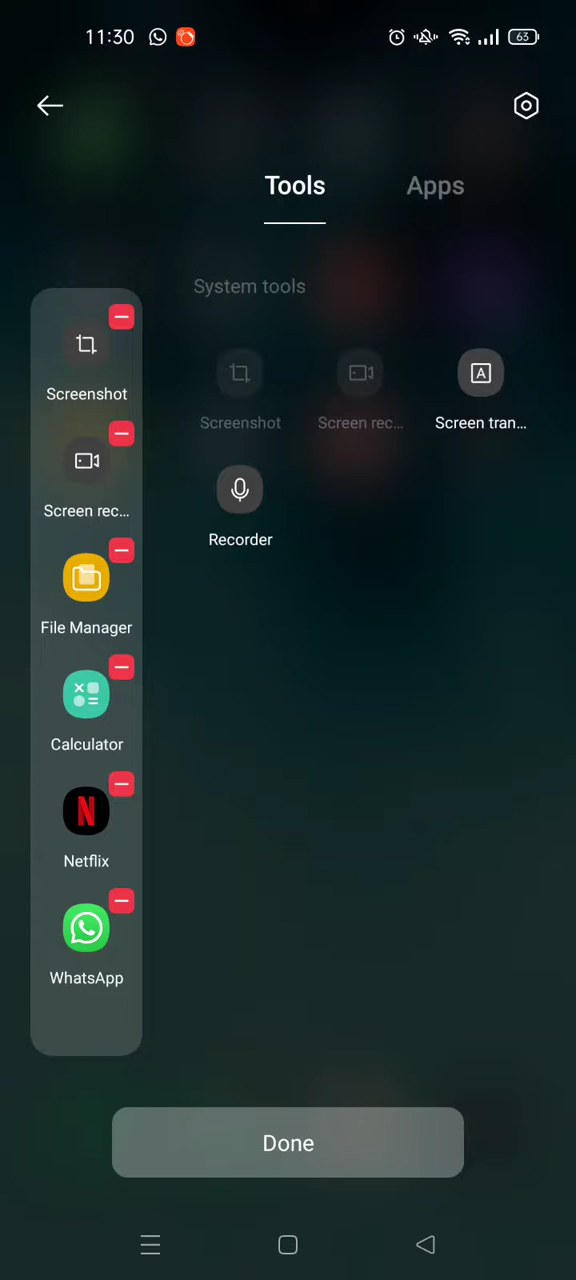 11:30
63
Tools Apps
System tools
Screenshot
Screen rec...
File Manager
Calculator
Netflix
WhatsApp
Screenshot Screen rec... Screen tran...
A
Recorder
N
Done